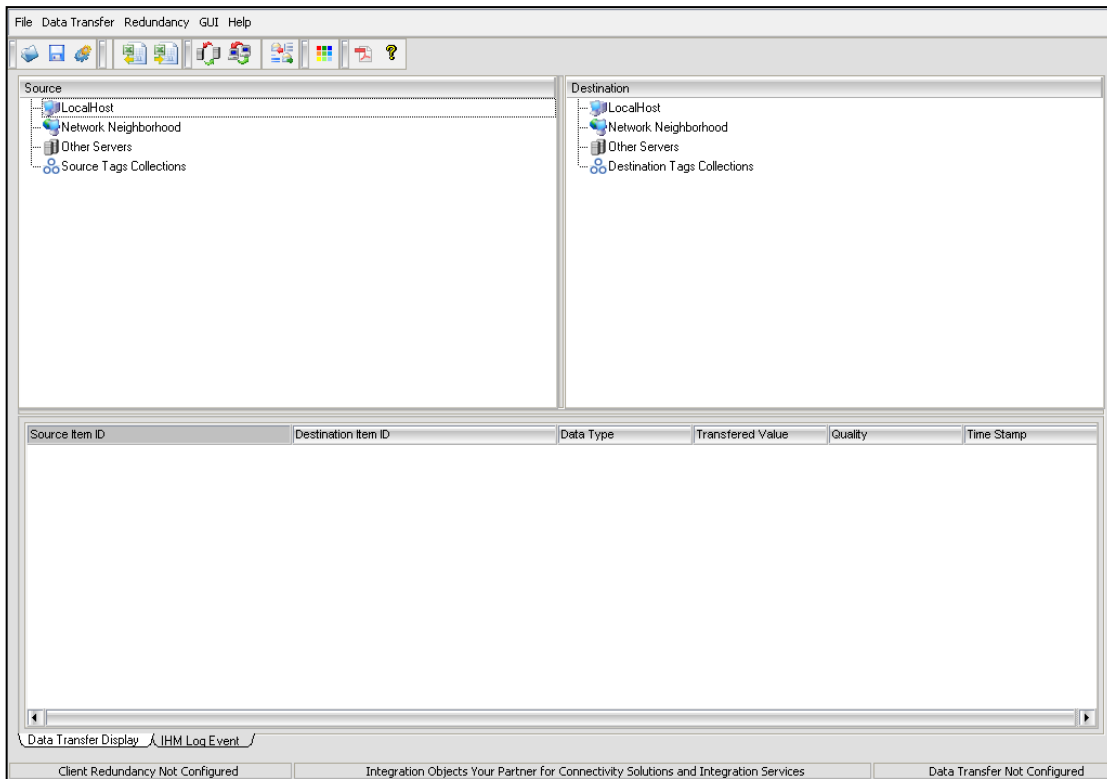 File Data Transfer Redundancy GUI Help
Source
LocalHost
Network Neighborhood
Other Servers
Source Tags Collections
Destination
LocalHost
Network Neighborhood
Other Servers
Destination Tags Collections
Source Item ID Destination Item ID Data Type Transfered Value Quality Time Stamp
Data Transfer Display IHM Log Event
Client Redundancy Not Configured Integration Objects Your Partner for Connectivity Solutions and Integration Services Data Transfer Not Configured